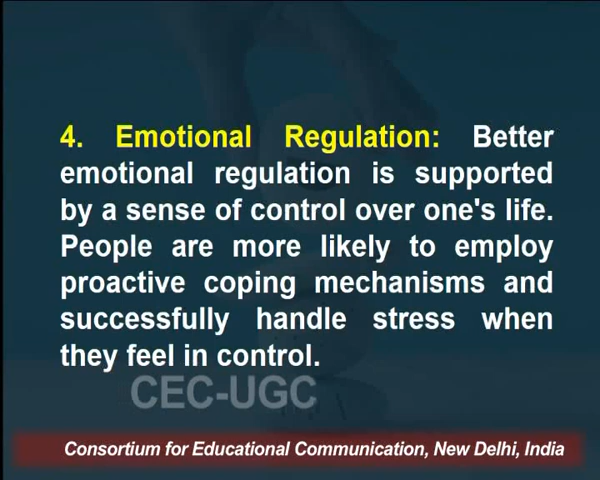 4. Emotional Regulation: Better
emotional regulation is supported
by a sense of control over one's life.
People are more likely to employ
proactive coping mechanisms and
successfully handle stress when
they feel in control.
CEC-UGC
Consortium for Educational Communication, New Delhi, India